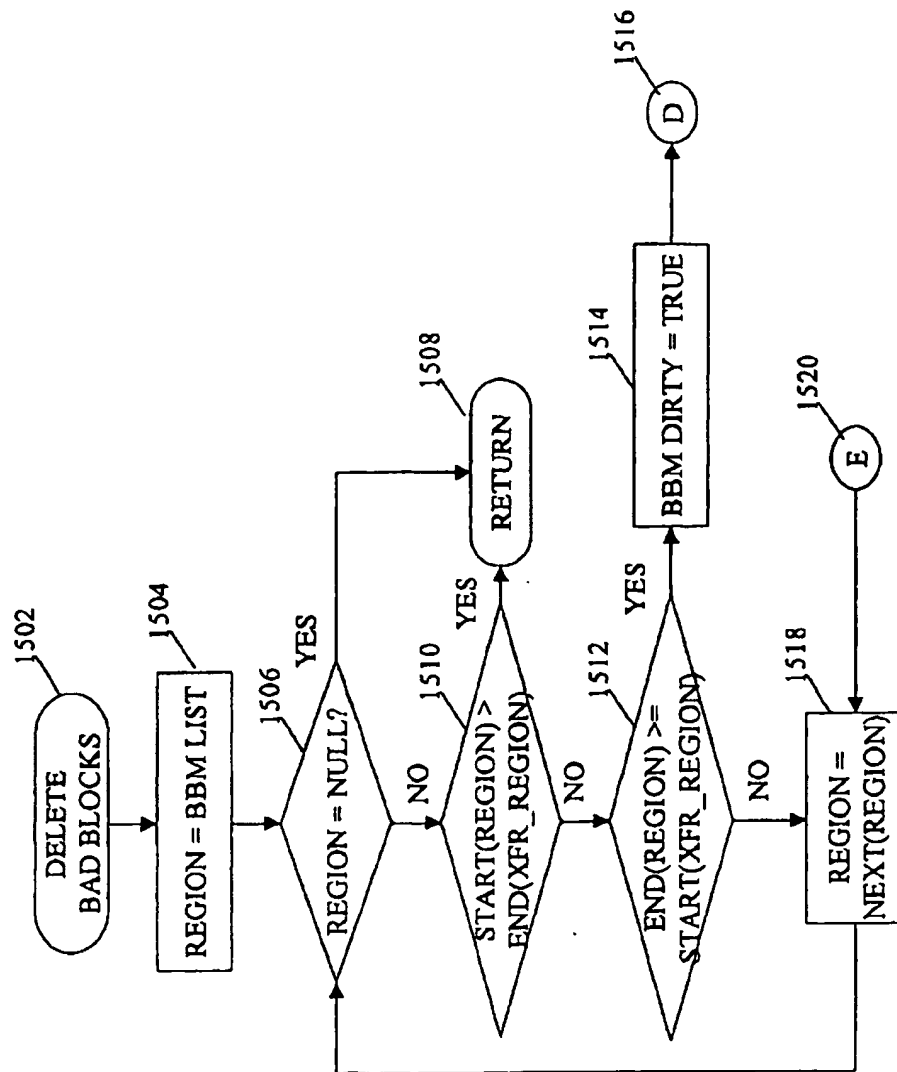 1502
DELETE
BAD BLOCKS
1504
REGION = BBM LIST
1506
REGION = NULL?
YES
NO
1508
RETURN
1510
START(REGION) >
END(XFR_REGION)
YES
NO
1512
END(REGION) >=
START(XFR_REGION)
YES
NO
1514
BBM DIRTY = TRUE
1516
D
1518
REGION =
NEXT(REGION)
1520
E